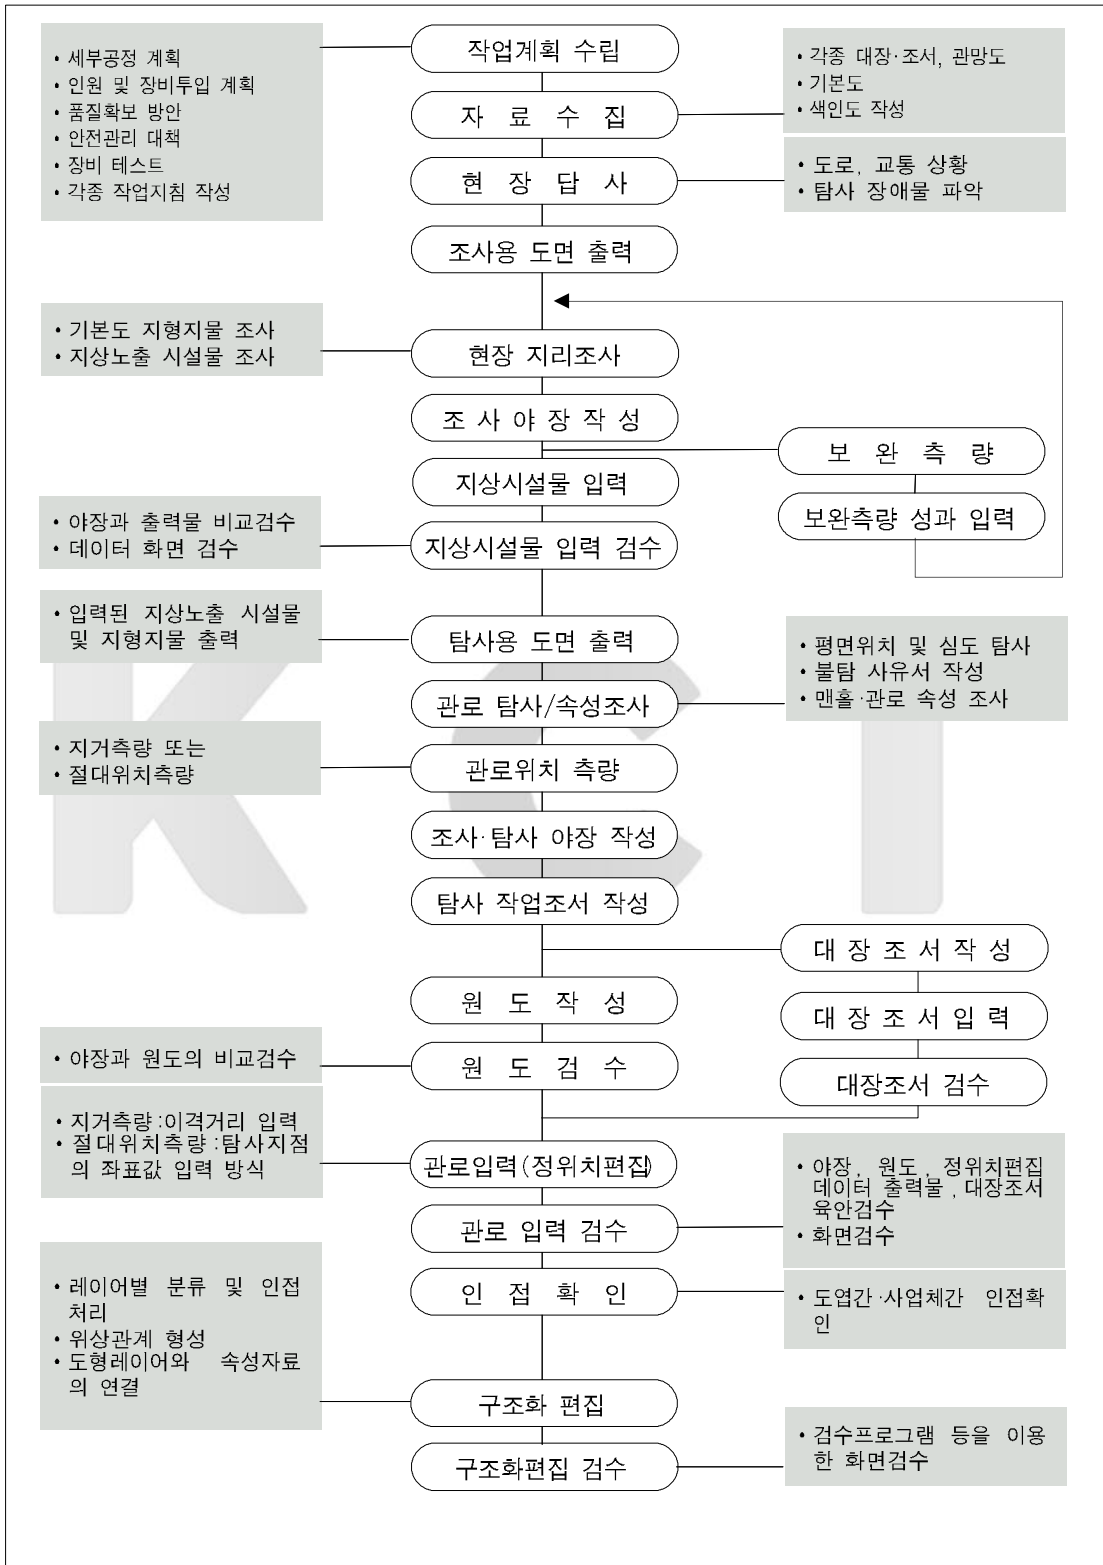 작업계획 수립
• 세부공정 계획
• 인원 및 장비투입 계획
• 품질확보 방안
• 안전관리 대책
• 장비 테스트
• 각종 작업지침 작성
자 료 수 집
• 각종 대장·조서, 관망도
• 기본도
• 색인도 작성
현 장 답 사
• 도로, 교통 상황
• 탐사 장애물 파악
조사용 도면 출력
• 기본도 지형지물 조사
• 지상노출 시설물 조사
현장 지리조사
조 사 야 장 작 성
보 완 측 량
지상시설물 입력
보완측량 성과 입력
• 야장과 출력물 비교검수
• 데이터 화면 검수
지상시설물 입력 검수
• 입력된 지상노출 시설물
및 지형지물 출력
탐사용 도면 출력
• 평면위치 및 심도 탐사
• 불탐 사유서 작성
• 맨홀·관로 속성 조사
관로 탐사/속성조사
• 지거측량 또는
• 절대위치측량
관로위치 측량
조사·탐사 야장 작성
탐사 작업조서 작성
대 장 조 서 작 성
원 도 작 성
대 장 조 서 입 력
• 야장과 원도의 비교검수
원 도 검 수
대장조서 검수
• 지거측량:이격거리 입력
• 절대위치측량:탐사지점
의 좌표값 입력 방식
관로입력(정위치편집)
• 야장, 원도, 정위치편집
데이터 출력물, 대장조서
육안검수
• 화면검수
관로 입력 검수
인 접 확 인
• 도엽간·사업체간 인접확
인
• 레이어별 분류 및 인접
처리
• 위상관계 형성
• 도형레이어와 속성자료
의 연결
구조화 편집
구조화편집 검수
• 검수프로그램 등을 이용
한 화면검수
KCI